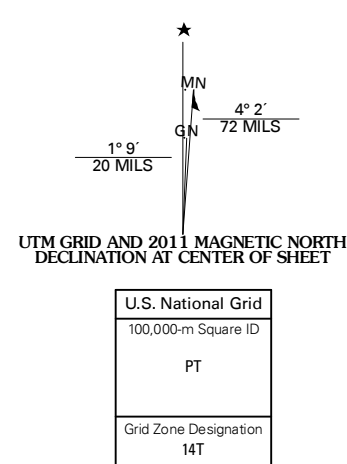 ★
MN
GN
4° 2´
72 MILS
1° 9´
20 MILS
UTM GRID AND 2011 MAGNETIC NORTH
DECLINATION AT CENTER OF SHEET
U.S. National Grid
100,000-m Square ID
PT
Grid Zone Designation
14T